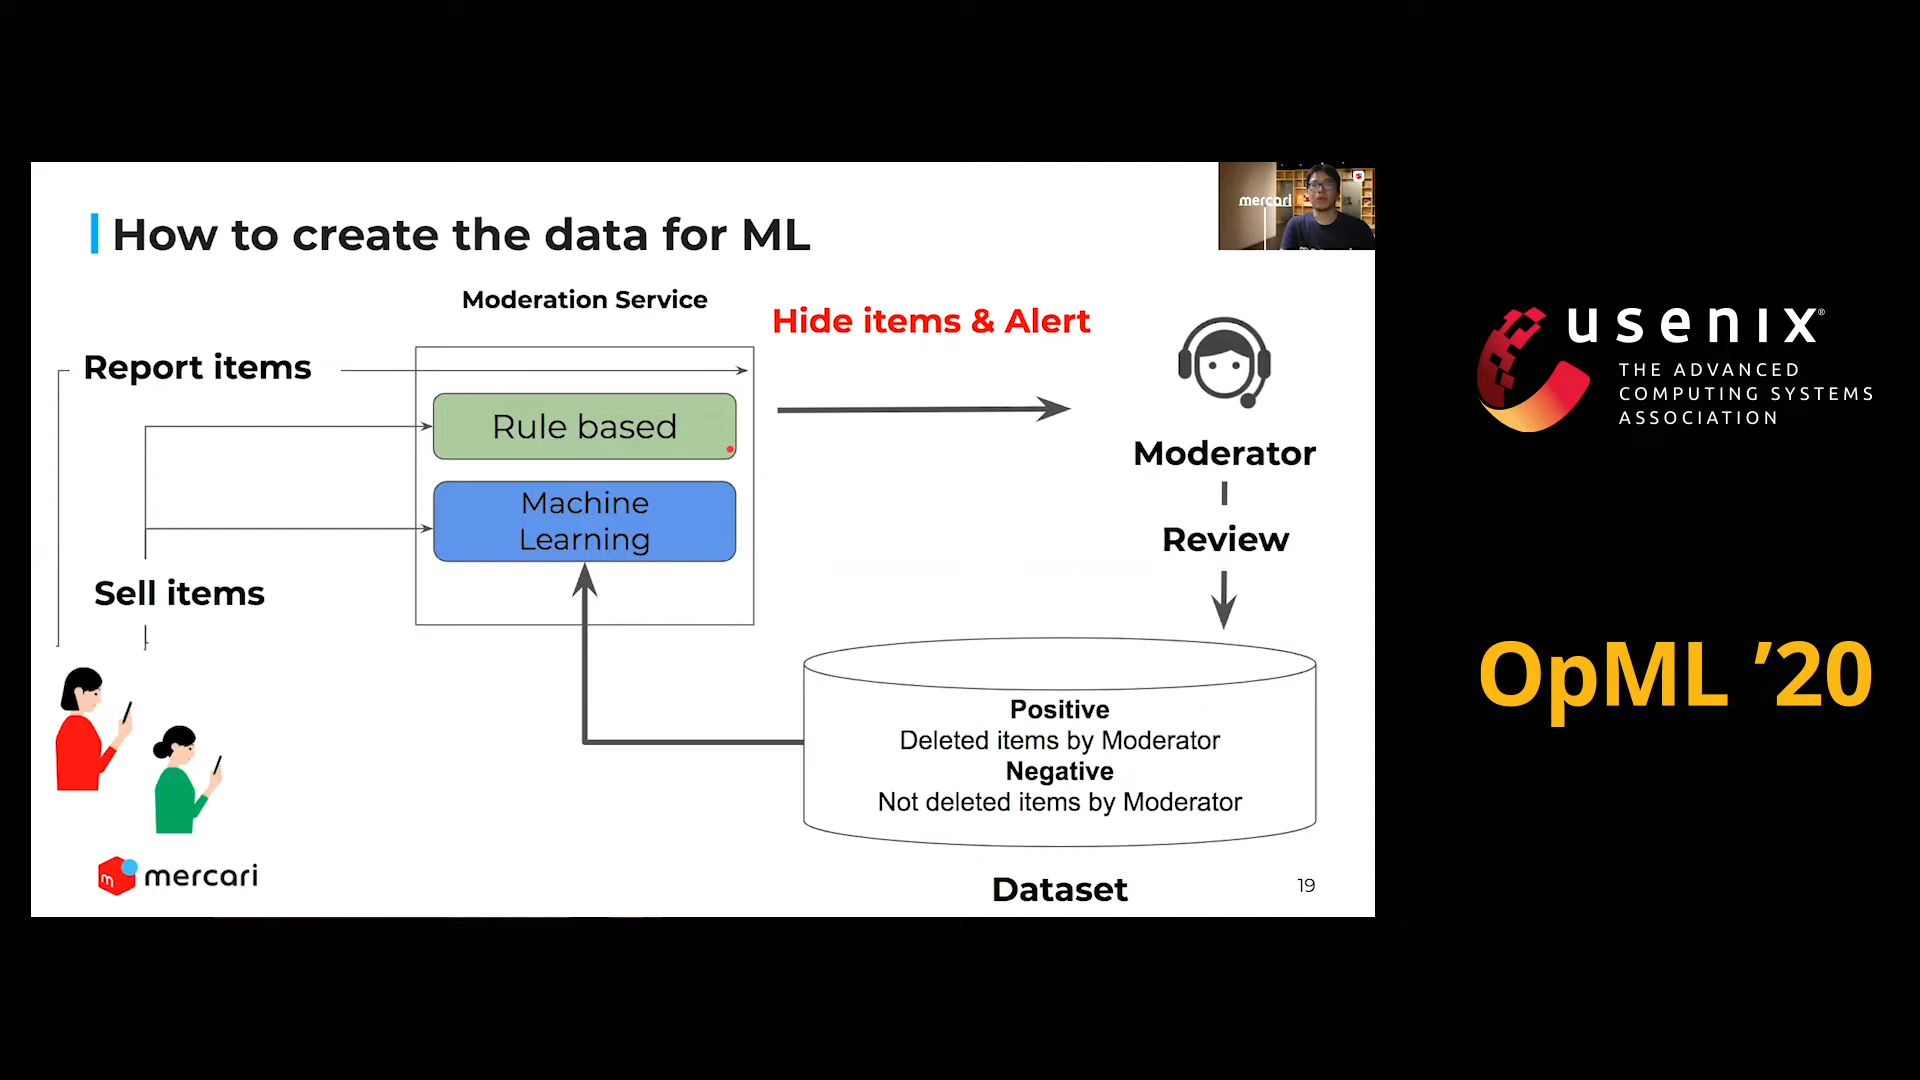 How to create the data for ML
mercari
Moderation Service
Hide items & Alert
Report items
Rule based
Machine
Learning
Sell items
Moderator
Review
Positive
Deleted items by Moderator
Negative
Not deleted items by Moderator
Dataset
m mercari
19
usenix®
THE ADVANCED
COMPUTING SYSTEMS
ASSOCIATION
OpML ’20